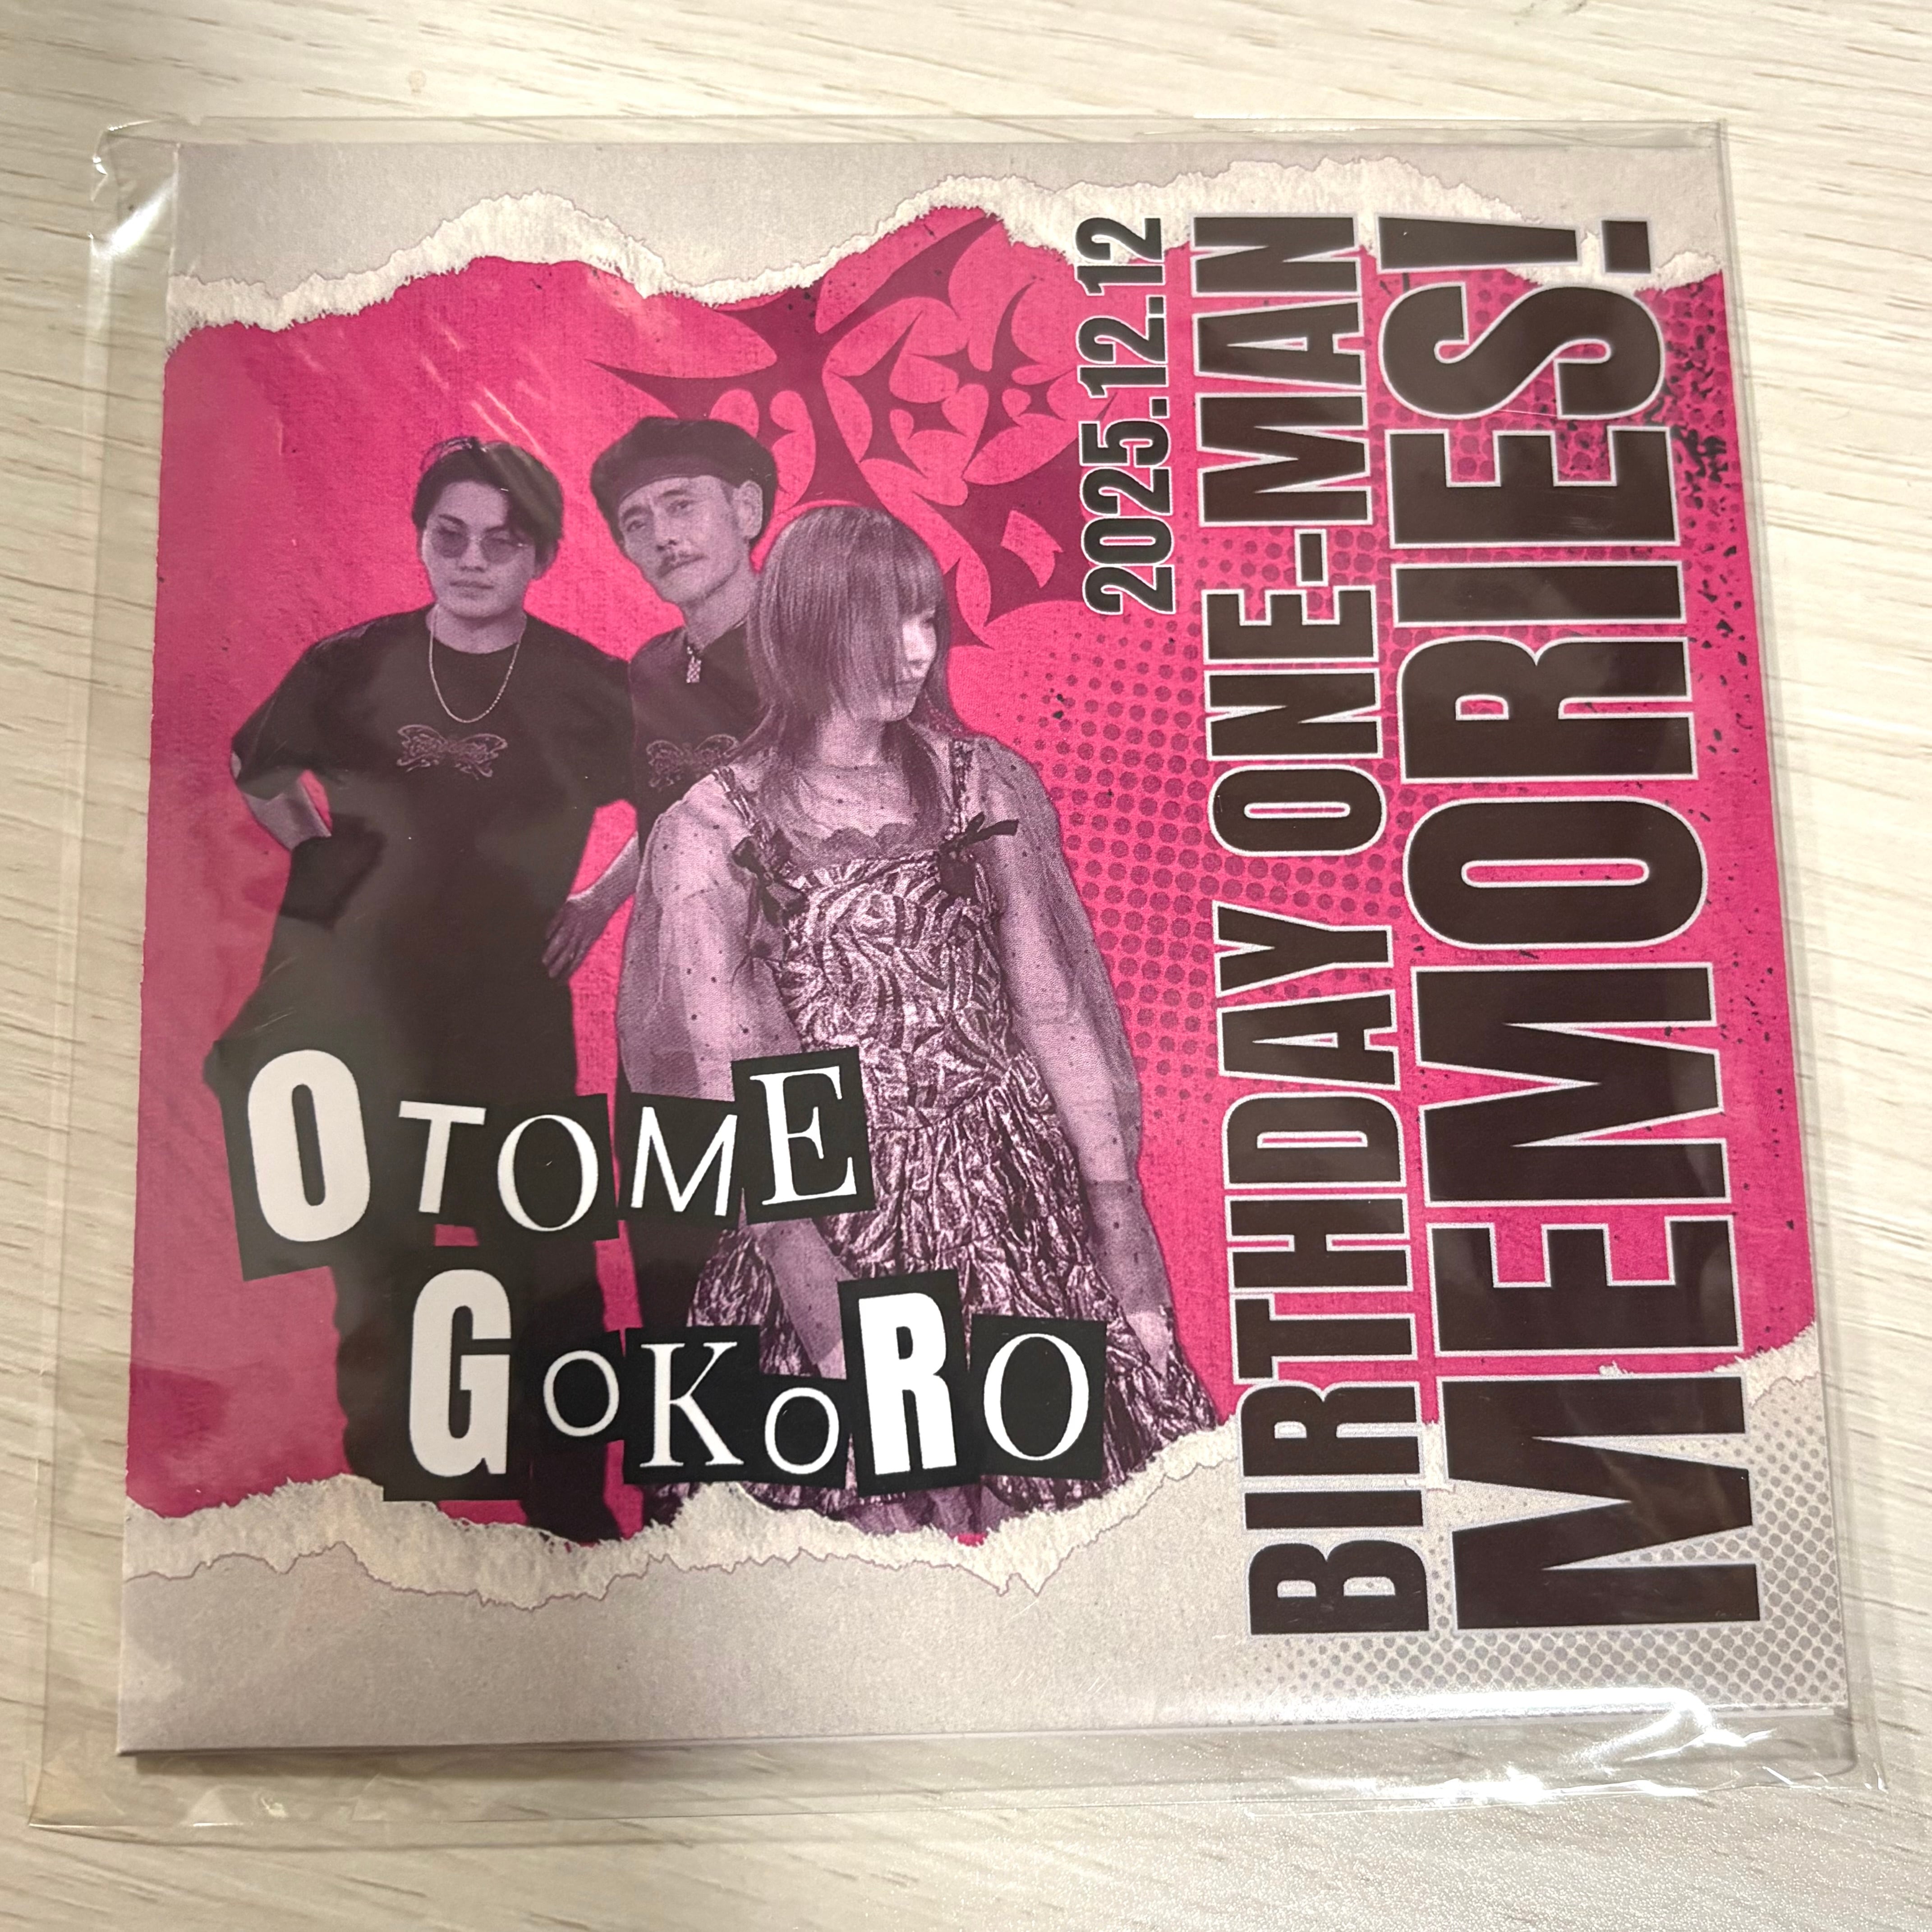 OTOME
GOKORO
2025.12.12
BIRTHDAY ONE-MAN
MEMORIES!